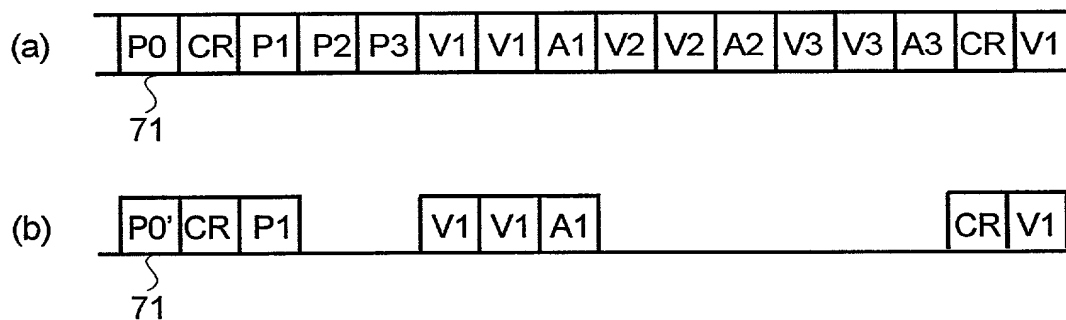 (a) P0 CR P1 P2 P3 V1 V1 A1 V2 V2 A2 V3 V3 A3 CR V1
71
(b) P0' CR P1 V1 V1 A1 CR V1
71